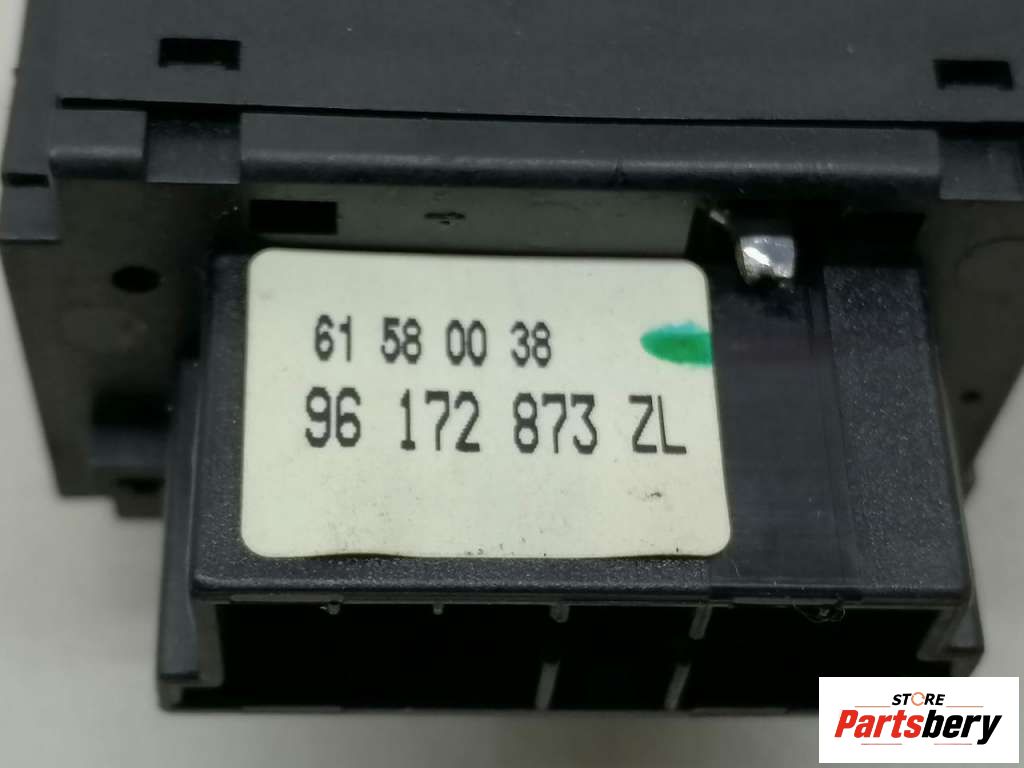 61 58 00 38
96 172 873 ZL
STORE
Partsbery